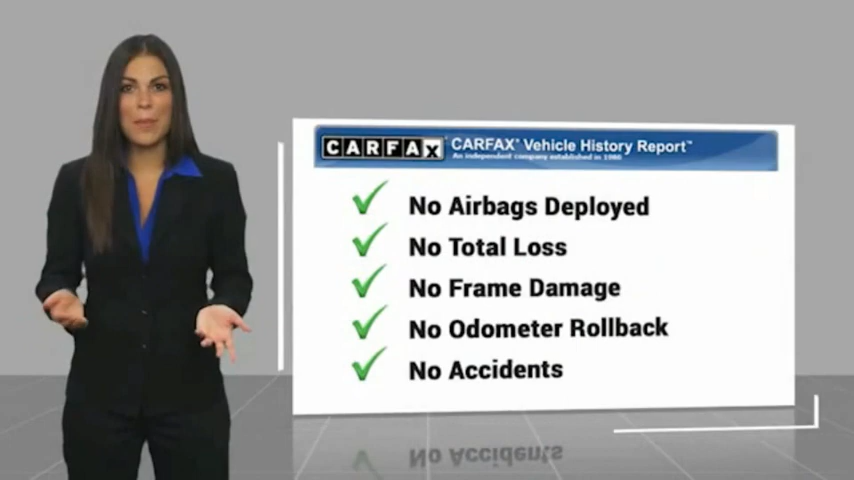 CARFAX CARFAX® Vehicle History Report™
An independent company established in 1986
No Airbags Deployed
No Total Loss
No Frame Damage
No Odometer Rollback
No Accidents
No Accidents